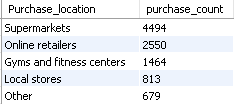 Purchase_location purchase_count
Supermarkets 4494
Online retailers 2550
Gyms and fitness centers 1464
Local stores 813
Other 679